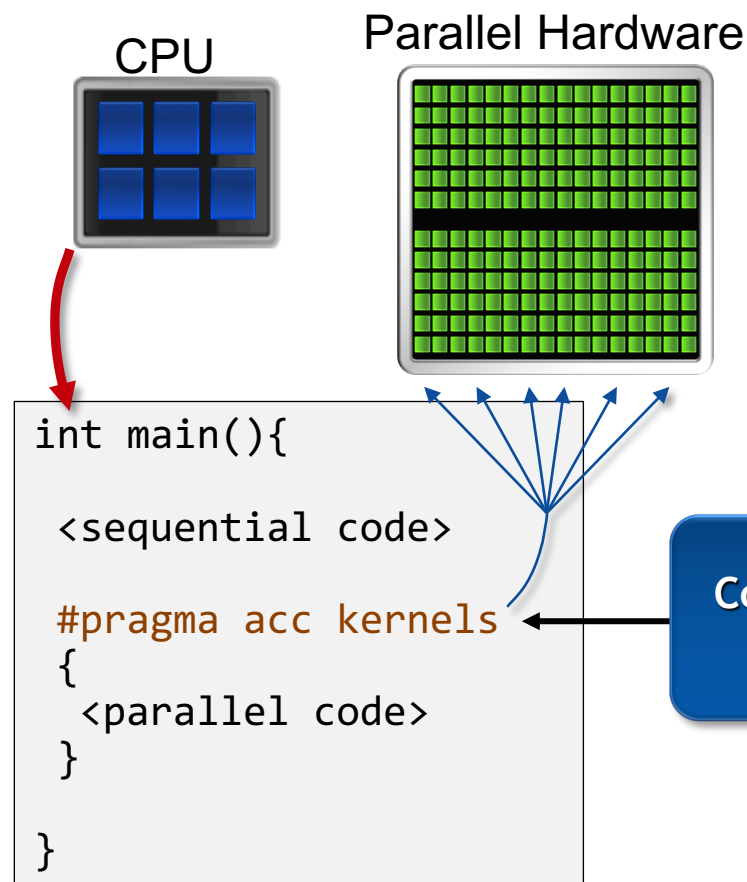 CPU
Parallel Hardware
int main(){
<sequential code>
#pragma acc kernels
{
<parallel code>
}
}